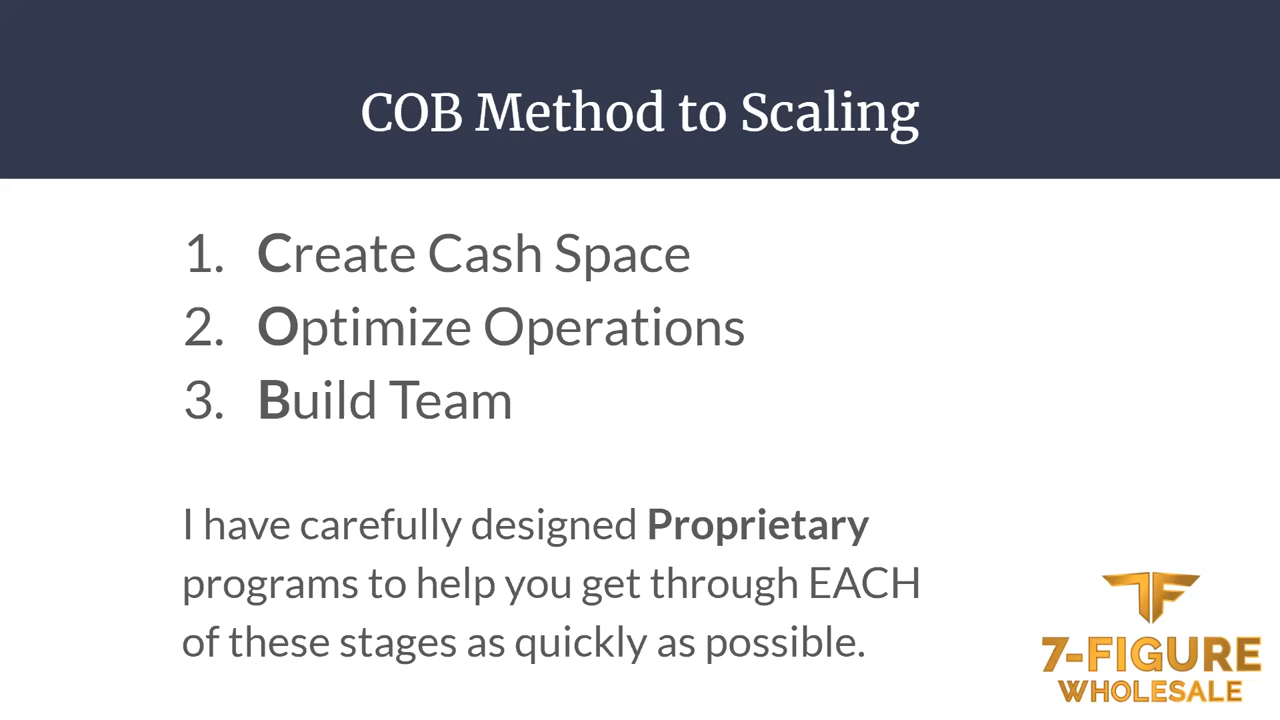 COB Method to Scaling
1. Create Cash Space
2. Optimize Operations
3. Build Team
I have carefully designed Proprietary
programs to help you get through EACH
of these stages as quickly as possible.
TF
7-FIGURE
WHOLESALE